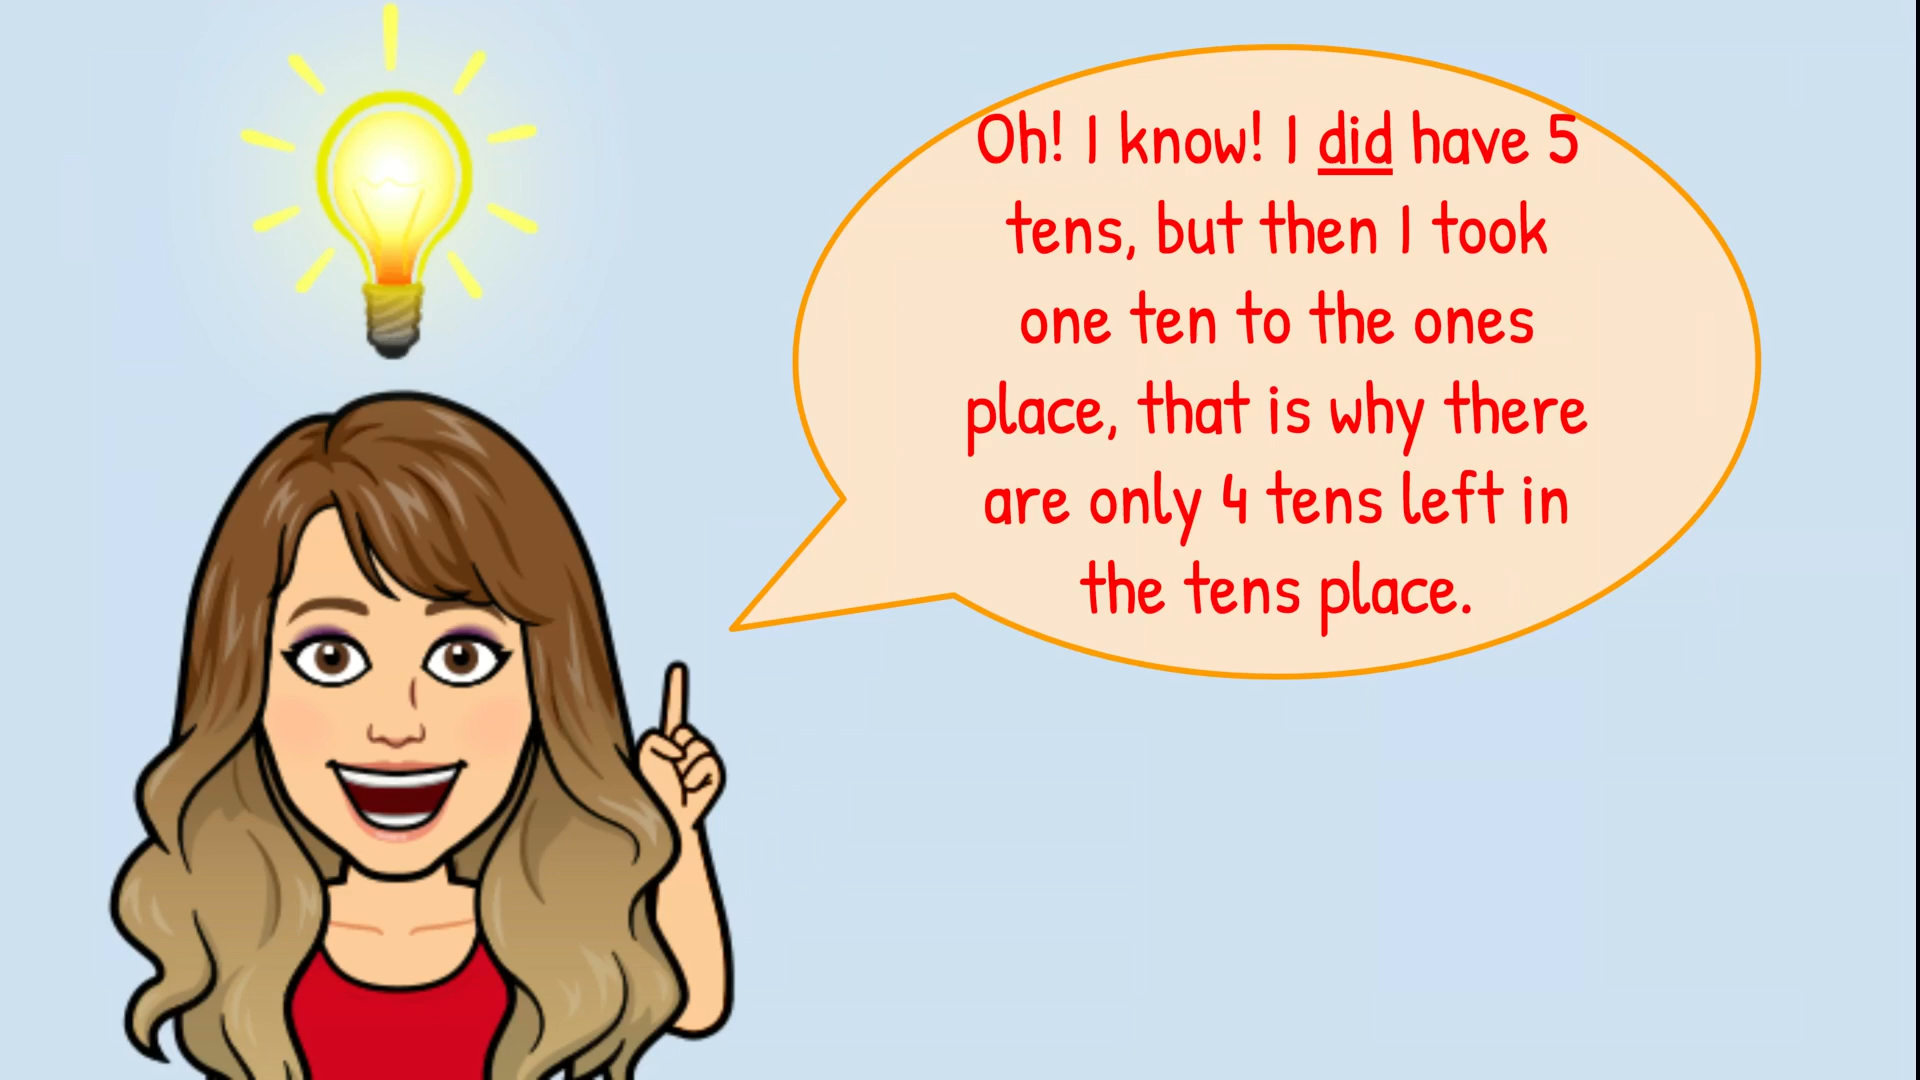 Oh! I know! I did have 5
tens, but then I took
one ten to the ones
place, that is why there
are only 4 tens left in
the tens place.